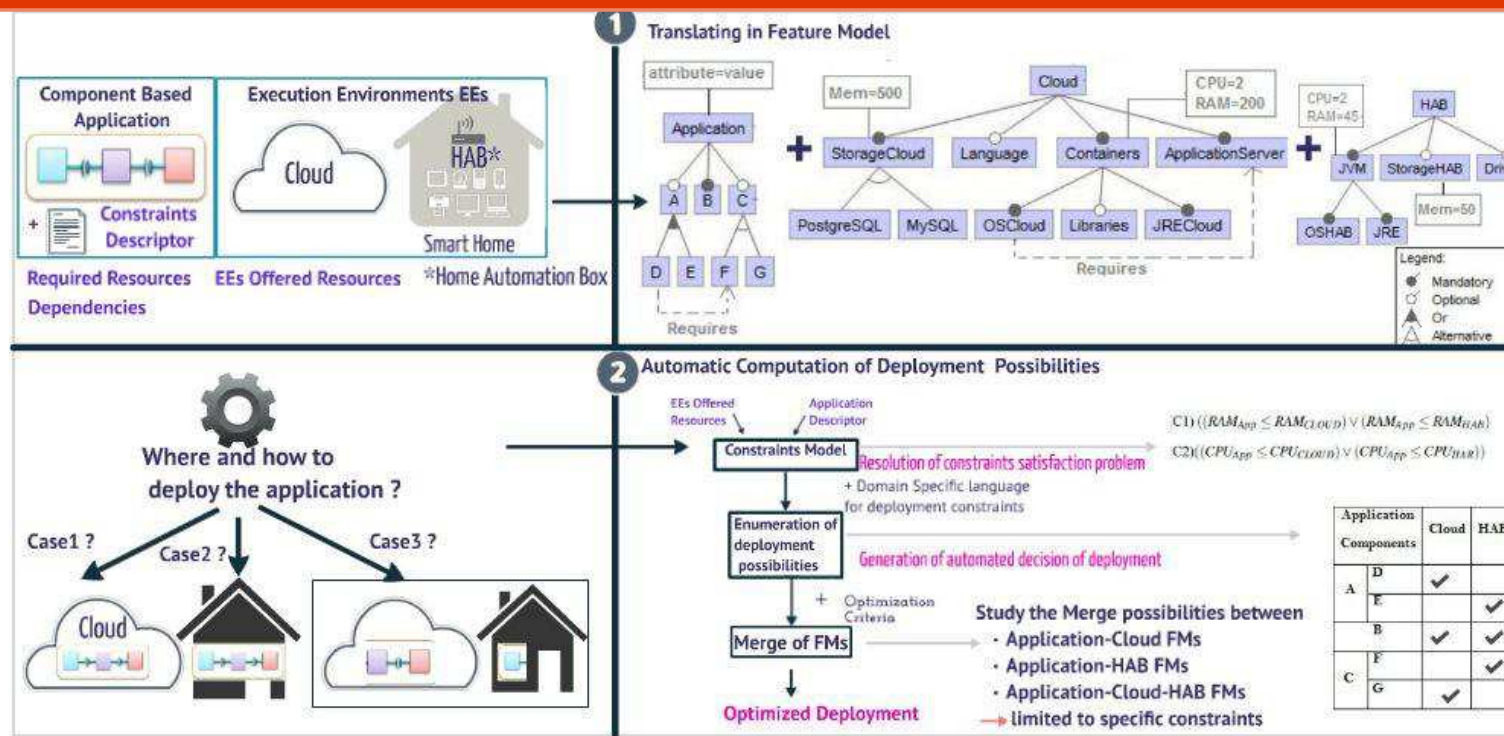 1
Translating in Feature Model
Component Based
Application
Execution Environments EEs
Cloud
HAB*
+
Constraints
Descriptor
Smart Home
Required Resources
Dependencies
EEs Offered Resources
*Home Automation Box
attribute=value
Application
A B C
D E F G
Requires
+
Mem=500
Cloud
CPU=2
RAM=200
StorageCloud Language Containers ApplicationServer
PostgreSQL MySQL OSCloud Libraries JRECloud
Requires
+
CPU=2
RAM=45
HAB
JVM StorageHAB
Mem=50
OSHAB JRE
Legend:
Mandatory
Optional
Or
Alternative
Where and how to
deploy the application ?
Case1 ?
Case2 ?
Case3 ?
Cloud
2
Automatic Computation of Deployment Possibilities
EEs Offered
Resources
Application
Descriptor
Constraints Model
Resolution of constraints satisfaction problem
+ Domain Specific language
for deployment constraints
C1) ((RAM_App ≤ RAM_CLOUD) ∨ (RAM_App ≤ RAM_HAB)
C2)((CPU_App ≤ CPU_CLOUD) ∨ (CPU_App ≤ CPU_HAB))
Enumeration of
deployment
possibilities
Generation of automated decision of deployment
+ Optimization
Criteria
Merge of FMs
Optimized Deployment
Study the Merge possibilities between
· Application-Cloud FMs
· Application-HAB FMs
· Application-Cloud-HAB FMs
limited to specific constraints
Application
Components
Cloud HAB
A
D ✓
E ✓
B ✓ ✓
C
F ✓
G ✓